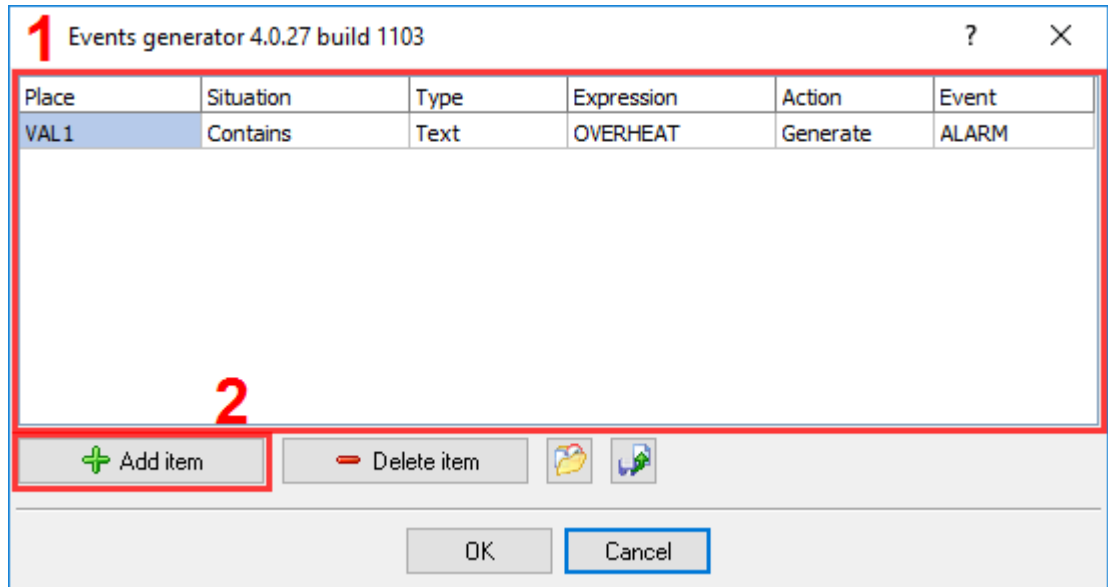 1 Events generator 4.0.27 build 1103 ?
Place Situation Type Expression Action Event
VAL1 Contains Text OVERHEAT Generate ALARM
2
Add item Delete item
OK Cancel